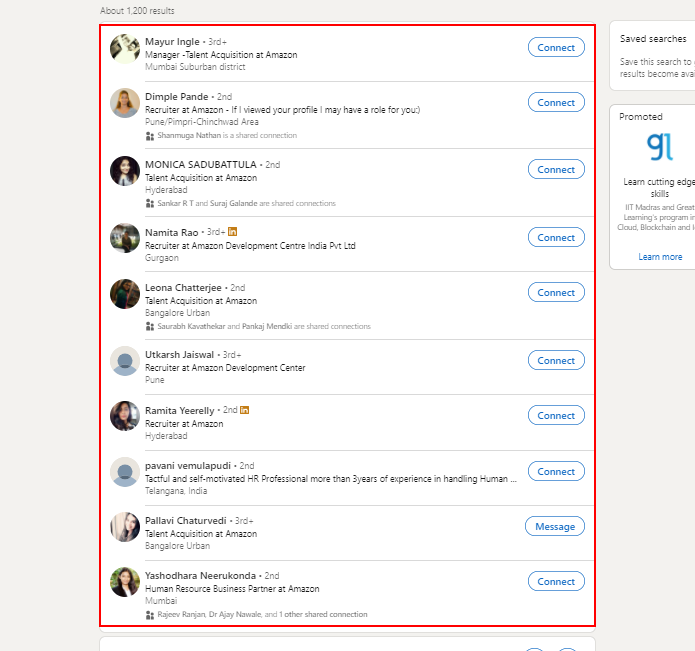 About 1,200 results
Mayur Ingle • 3rd+
Manager -Talent Acquisition at Amazon
Mumbai Suburban district
Connect
Dimple Pande • 2nd
Recruiter at Amazon - If I viewed your profile I may have a role for you:)
Pune/Pimpri-Chinchwad Area
Shanmuga Nathan is a shared connection
Connect
MONICA SADUBATTULA • 2nd
Talent Acquisition at Amazon
Hyderabad
Sankar R T and Suraj Galande are shared connections
Connect
Namita Rao • 3rd+ in
Recruiter at Amazon Development Centre India Pvt Ltd
Gurgaon
Connect
Leona Chatterjee • 2nd
Talent Acquisition at Amazon
Bangalore Urban
Saurabh Kavathekar and Pankaj Mendki are shared connections
Connect
Utkarsh Jaiswal • 3rd+
Recruiter at Amazon Development Center
Pune
Connect
Ramita Yeerelly • 2nd in
Recruiter at Amazon
Hyderabad
Connect
pavani vemulapudi • 2nd
Tactful and self-motivated HR Professional more than 3years of experience in handling Human ...
Telangana, India
Connect
Pallavi Chaturvedi • 3rd+
Talent Acquisition at Amazon
Bangalore Urban
Message
Yashodhara Neerukonda • 2nd
Human Resource Business Partner at Amazon
Mumbai
Rajeev Ranjan, Dr Ajay Nawale, and 1 other shared connection
Connect
Saved searches
Save this search to
results become
Promoted
gl
Learn cutting edge
skills
IIT Madras and Great
Learning's program in
Cloud, Blockchain and
Learn more